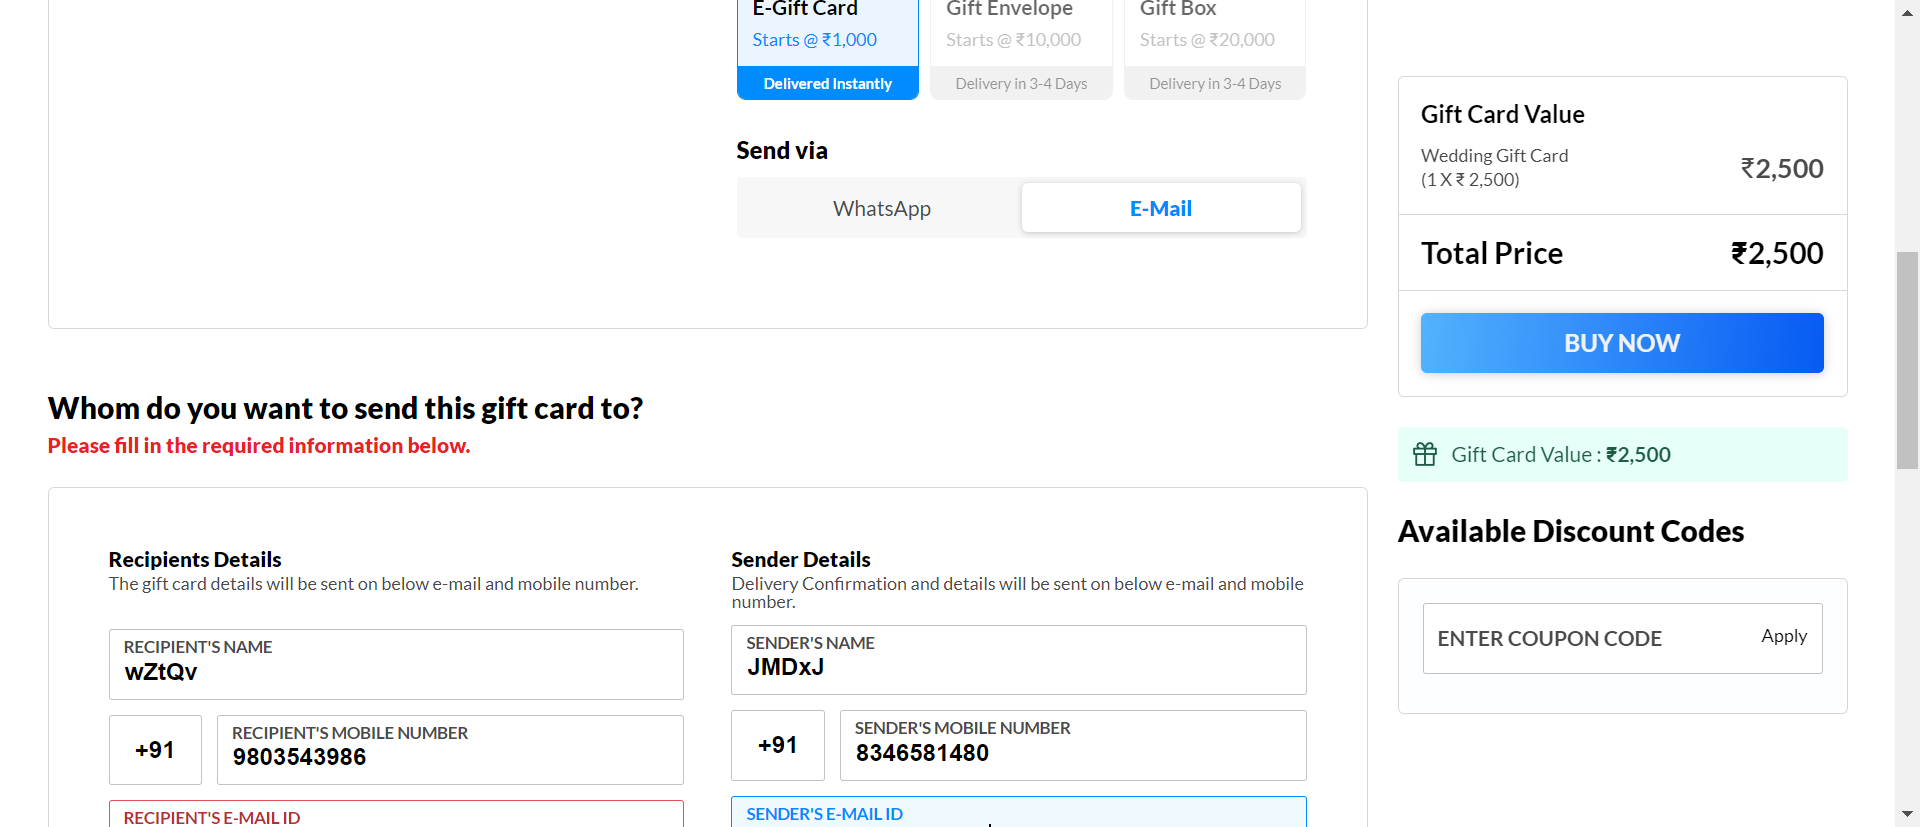 E-Gift Card
Starts @ ₹1,000
Delivered Instantly
Gift Envelope
Starts @ ₹10,000
Delivery in 3-4 Days
Gift Box
Starts @ ₹20,000
Delivery in 3-4 Days
Send via
WhatsApp
E-Mail
Gift Card Value
Wedding Gift Card
(1 X ₹ 2,500)
₹2,500
Total Price
₹2,500
BUY NOW
Gift Card Value : ₹2,500
Available Discount Codes
ENTER COUPON CODE
Apply
Whom do you want to send this gift card to?
Please fill in the required information below.
Recipients Details
The gift card details will be sent on below e-mail and mobile number.
RECIPIENT'S NAME
wZtQv
+91
RECIPIENT'S MOBILE NUMBER
9803543986
RECIPIENT'S E-MAIL ID
Sender Details
Delivery Confirmation and details will be sent on below e-mail and mobile
number.
SENDER'S NAME
JMDxJ
+91
SENDER'S MOBILE NUMBER
8346581480
SENDER'S E-MAIL ID